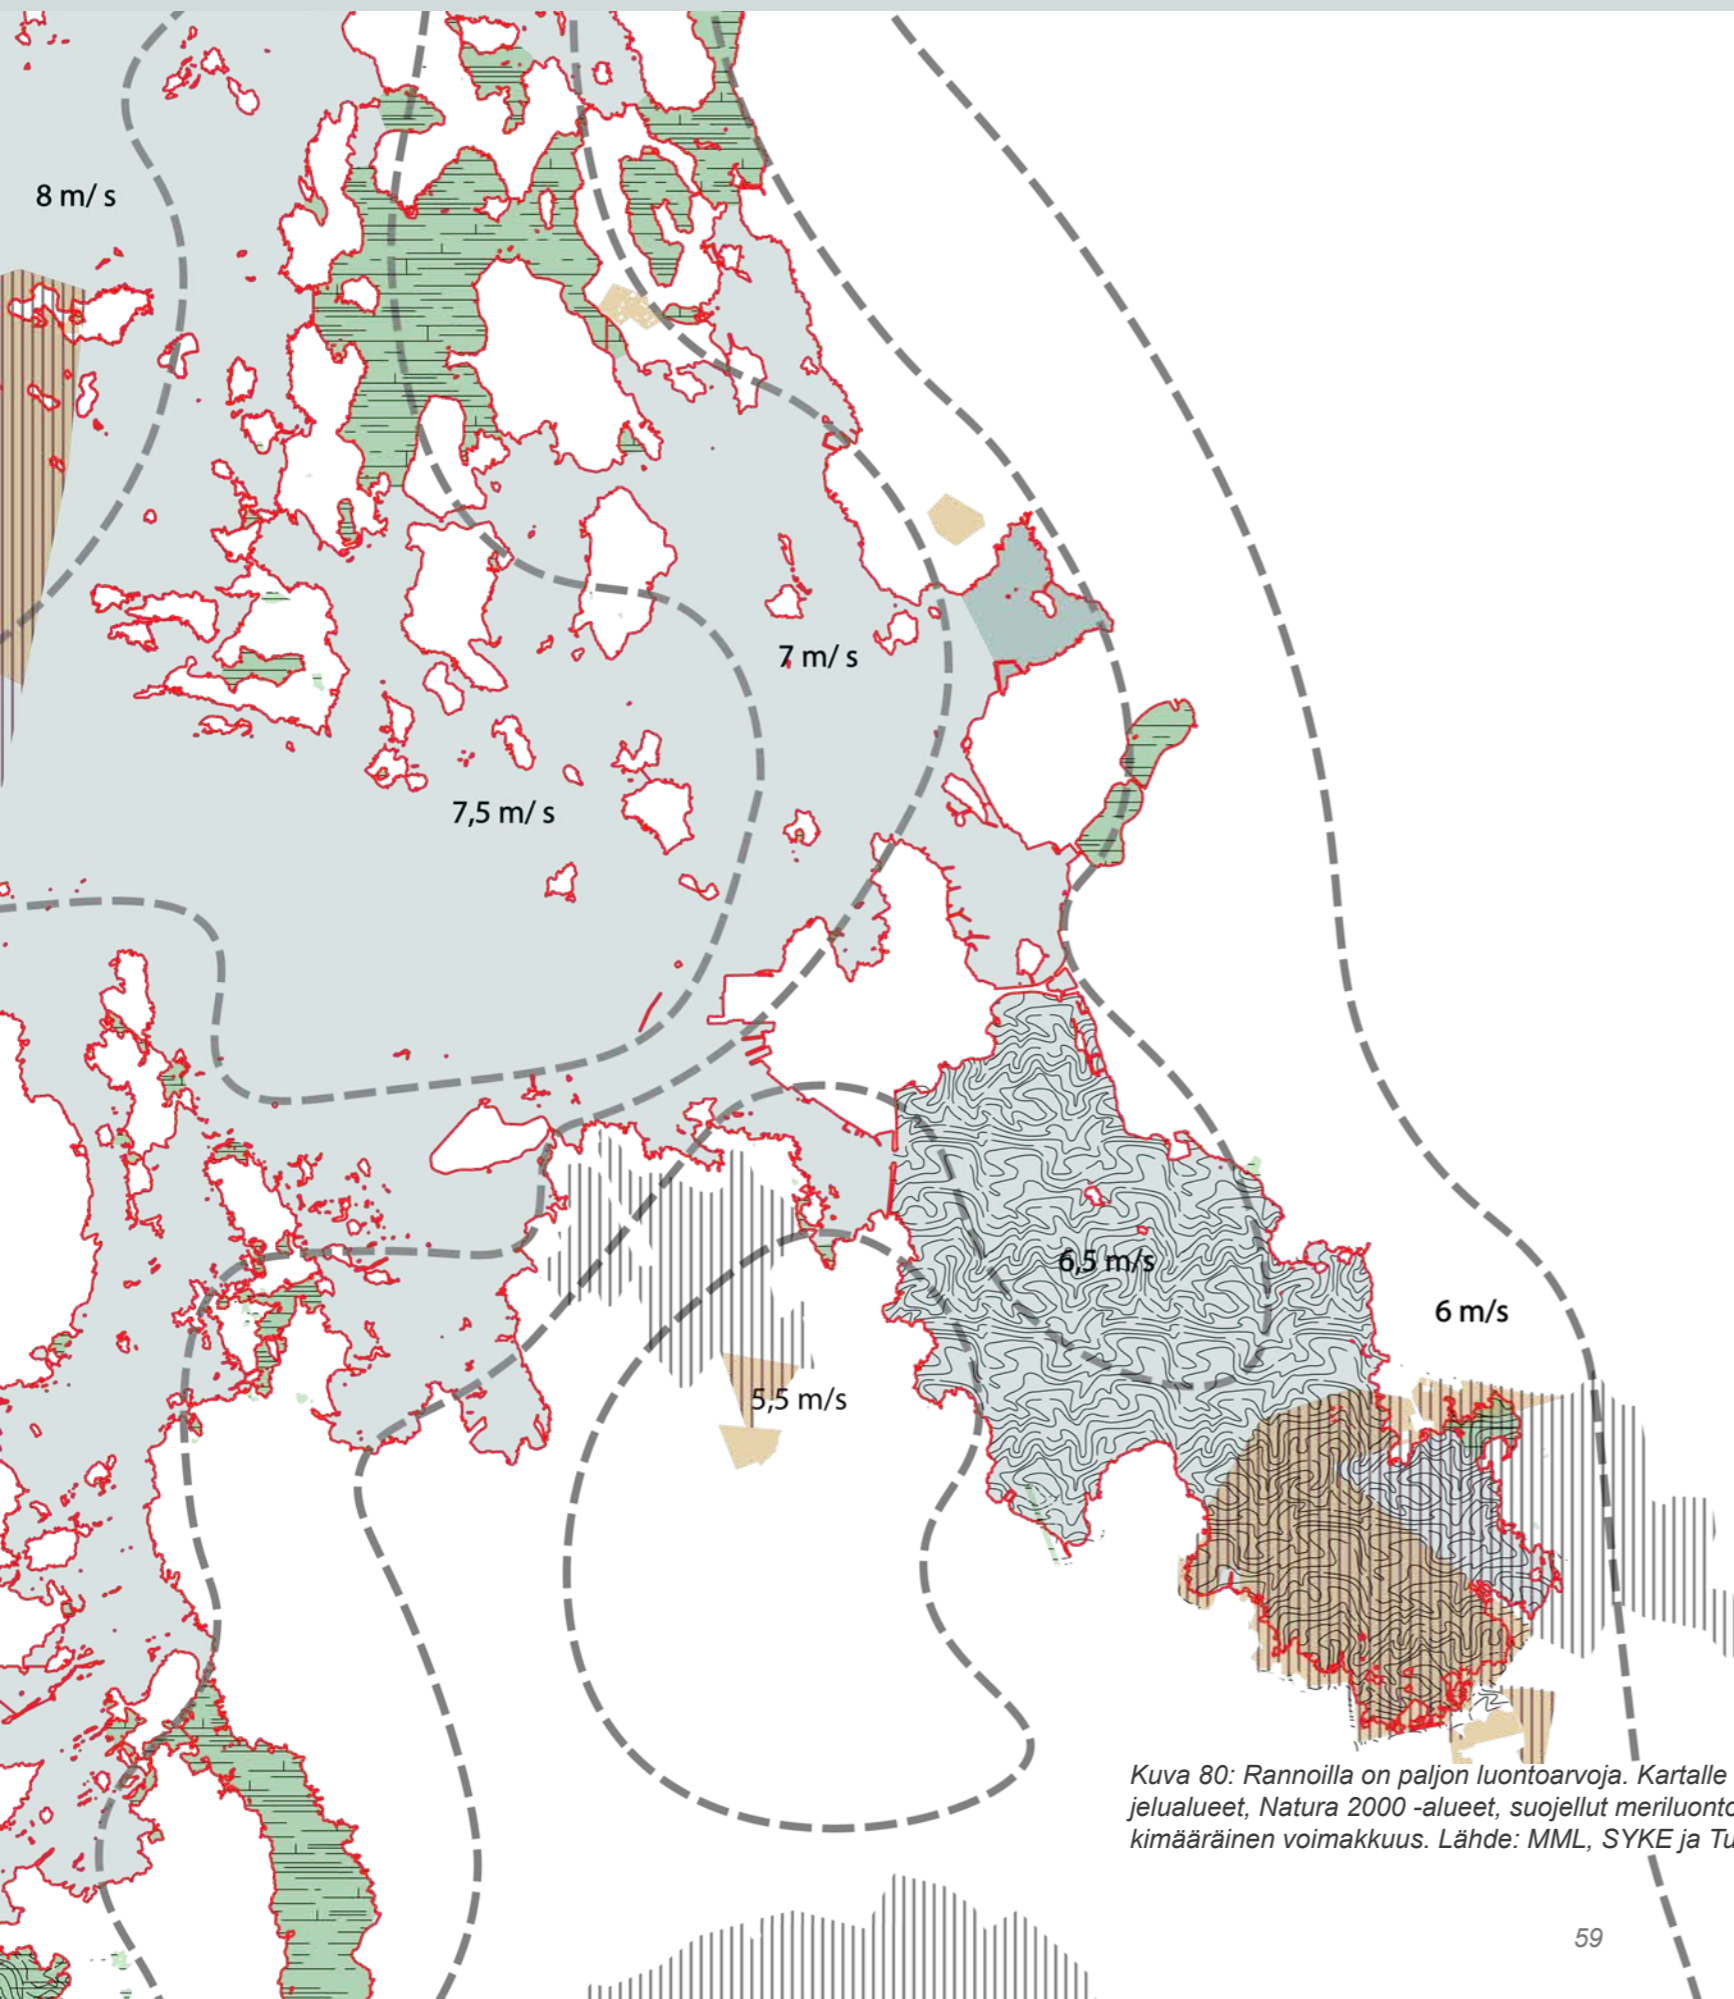 8 m/ s
7 m/ s
7,5 m/ s
6,5 m/s
6 m/s
5,5 m/s
Kuva 80: Rannoilla on paljon luontoarvoja. Kartalle
jelualueet, Natura 2000 -alueet, suojellut meriluonto
kimääräinen voimakkuus. Lähde: MML, SYKE ja Tu
59